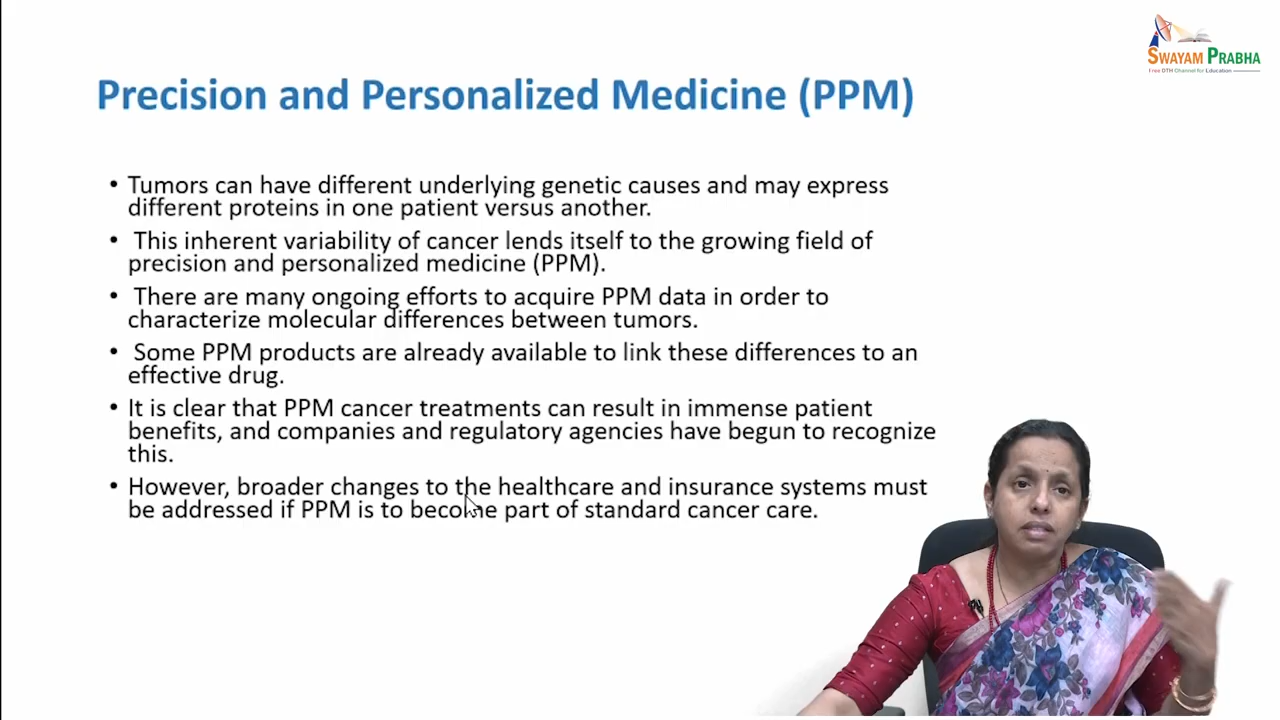 SWAYAM PRABHA
Free DTH Channel for Education
Precision and Personalized Medicine (PPM)
• Tumors can have different underlying genetic causes and may express
different proteins in one patient versus another.
• This inherent variability of cancer lends itself to the growing field of
precision and personalized medicine (PPM).
• There are many ongoing efforts to acquire PPM data in order to
characterize molecular differences between tumors.
• Some PPM products are already available to link these differences to an
effective drug.
• It is clear that PPM cancer treatments can result in immense patient
benefits, and companies and regulatory agencies have begun to recognize
this.
• However, broader changes to the healthcare and insurance systems must
be addressed if PPM is to become part of standard cancer care.